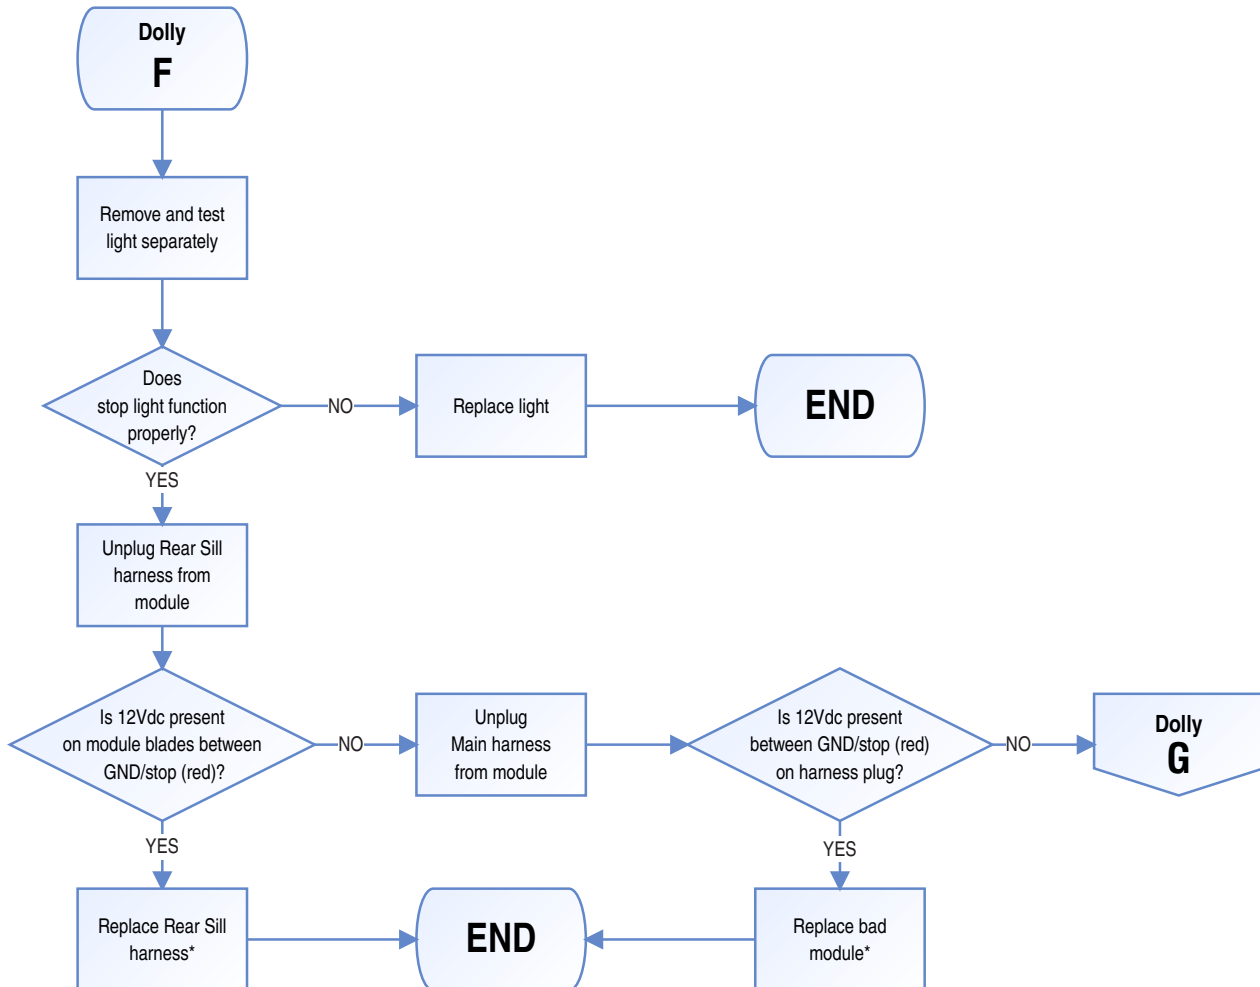 Dolly
F
Remove and test
light separately
Does
stop light function
properly?
NO
Replace light
END
YES
Unplug Rear Sill
harness from
module
Is 12Vdc present
on module blades between
GND/stop (red)?
NO
Unplug
Main harness
from module
Is 12Vdc present
between GND/stop (red)
on harness plug?
NO
Dolly
G
YES
YES
Replace Rear Sill
harness*
END
Replace bad
module*